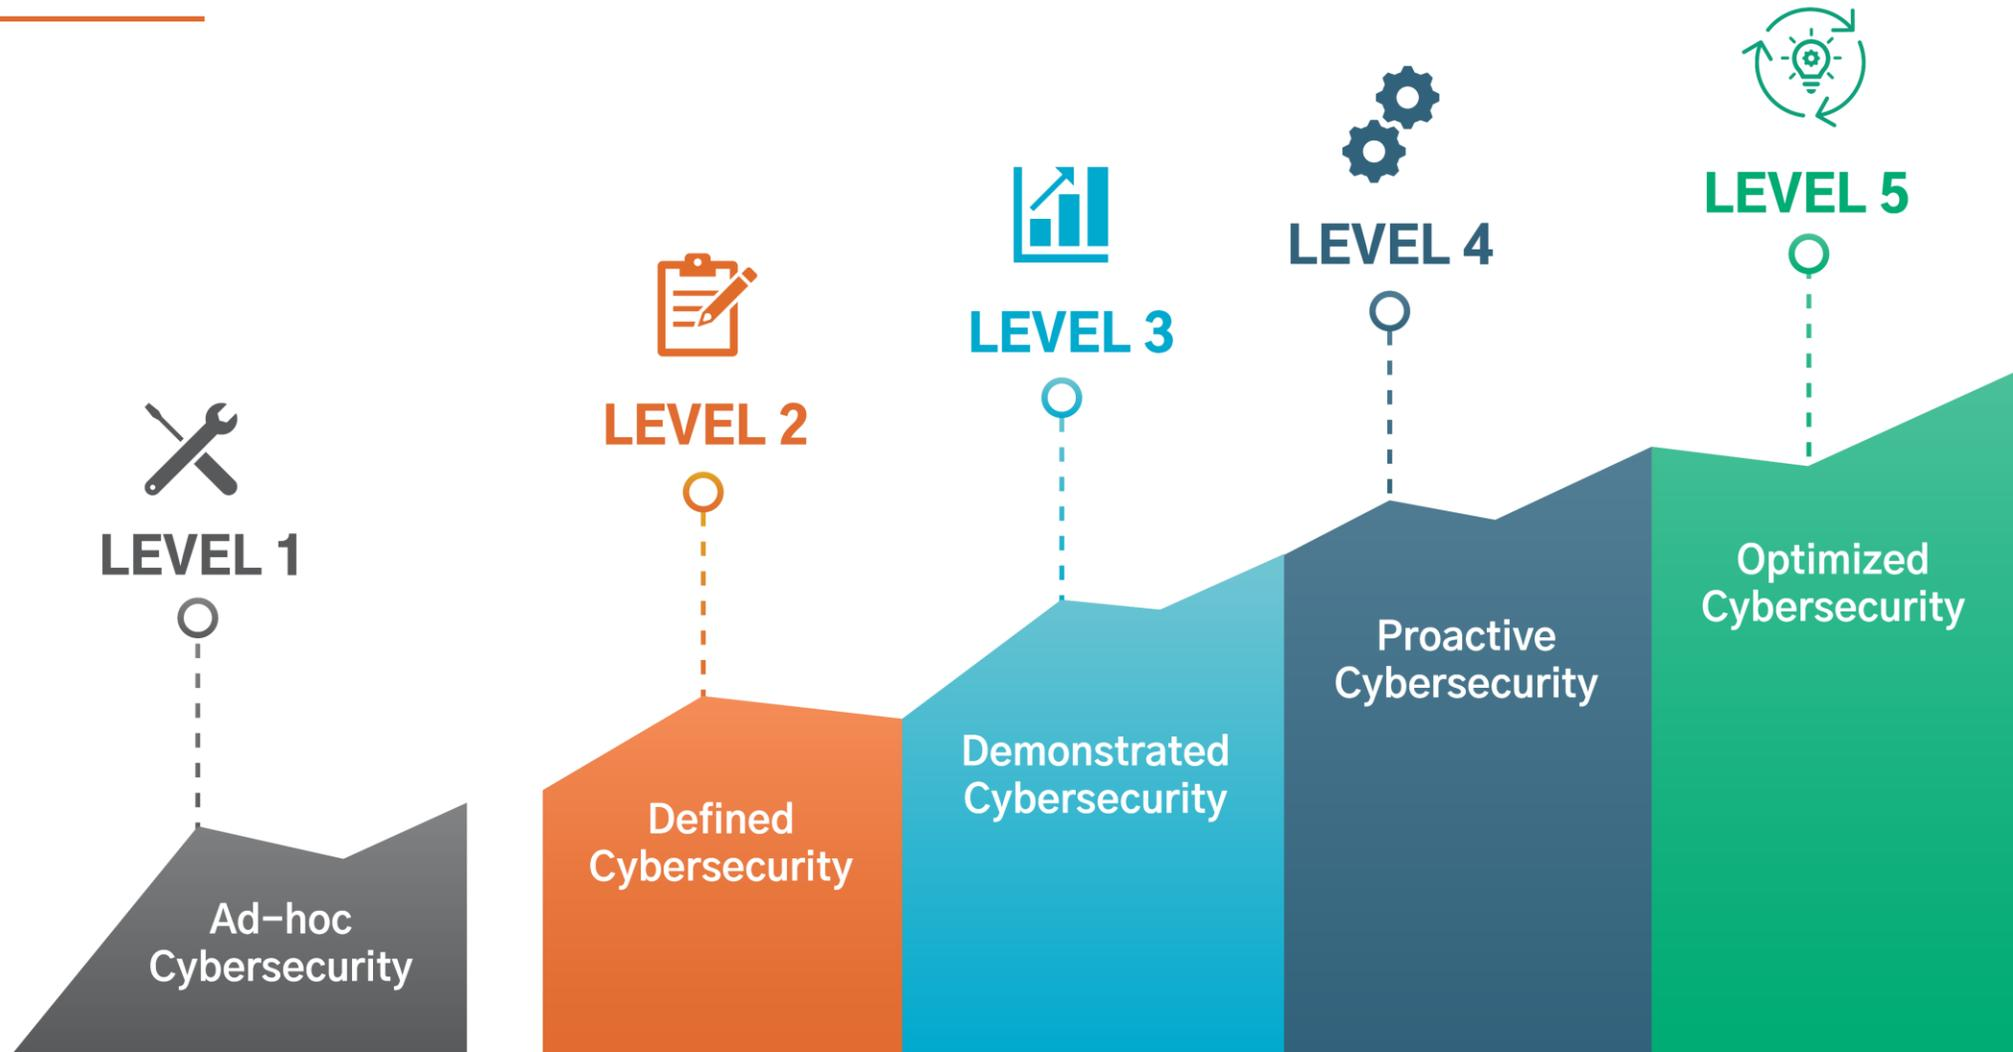 LEVEL 1
Ad-hoc
Cybersecurity
LEVEL 2
Defined
Cybersecurity
LEVEL 3
Demonstrated
Cybersecurity
LEVEL 4
Proactive
Cybersecurity
LEVEL 5
Optimized
Cybersecurity